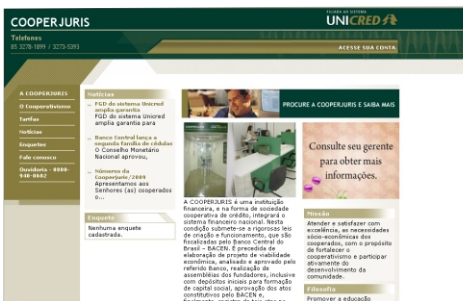 COOPERJURIS
FILIADO AO SISTEMA
UNICRED
Telefones
85 3278-1899 / 3273-5393
ACESSE SUA CONTA
A COOPERJURIS
O Cooperativismo
Tarifas
Notícias
Enquetes
Fale conosco
Ouvidoria - 0800-
940-0602
Notícias
FGD do sistema Unicred
amplia garantia
FGD do sistema Unicred
amplia garantia para
Banco Central lança a
segunda família de cédulas
O Conselho Monetário
Nacional aprovou,
Números da
Cooperjuris/2009
Apresentamos aos
Senhores (as) cooperados
o...
Enquete
Nenhuma enquete
cadastrada.
PROCURE A COOPERJURIS E SAIBA MAIS
A COOPERJURIS é uma instituição
financeira, e na forma de sociedade
cooperativa de crédito, integrará o
sistema financeiro nacional. Nesta
condição submete-se a rigorosas leis
de criação e funcionamento, que são
fiscalizadas pelo Banco Central do
Brasil – BACEN. É precedida de
elaboração de projeto de viabilidade
econômica, analisado e aprovado pelo
referido Banco, realização de
assembléias dos fundadores, inclusive
com depósitos iniciais para formação
de capital social, aprovação dos atos
constitutivos pelo BACEN e,
Consulte seu gerente
para obter mais
informações.
Missão
Atender e satisfazer com
excelência, as necessidades
sócio-econômicas dos
cooperados, com o propósito
de fortalecer o
cooperativismo e participar
ativamente do
desenvolvimento da
comunidade.
Filosofia
Promover a educação